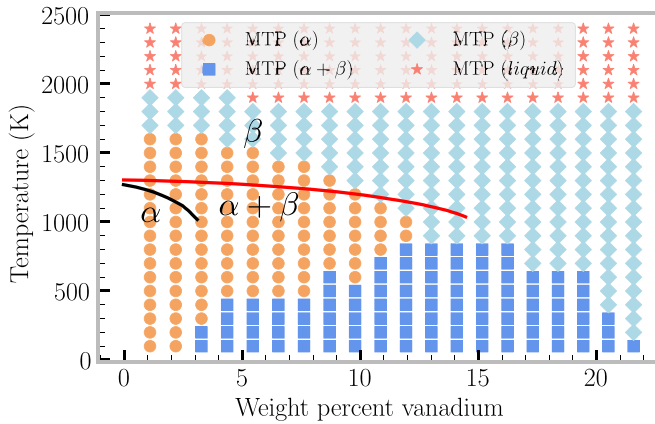 2500
2000
1500
1000
500
0
Temperature (K)
MTP (α) MTP (β)
MTP (α + β) MTP (liquid)
β
α α + β
0 5 10 15 20
Weight percent vanadium